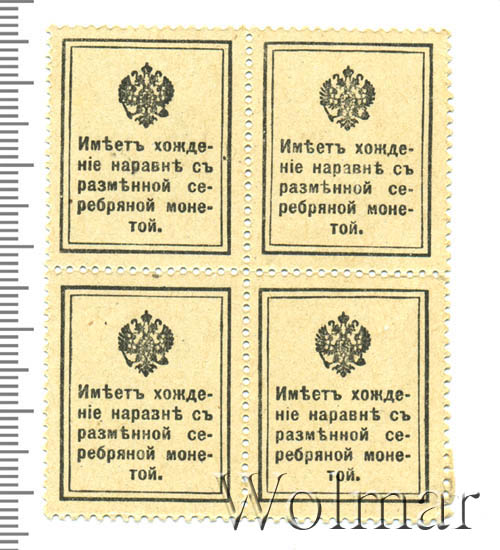 Имѣетъ хожде-
ніе наравнѣ съ
размѣнной се-
ребряной моне-
той.
Имѣетъ хожде-
ніе наравнѣ съ
размѣнной се-
ребряной моне-
той.
Имѣетъ хожде-
ніе наразнѣ съ
размѣнной се-
ребряной моне-
той.
Имѣетъ хожде-
ніе наравнѣ съ
размѣнной се-
ребряной моне-
той.
Wolmar